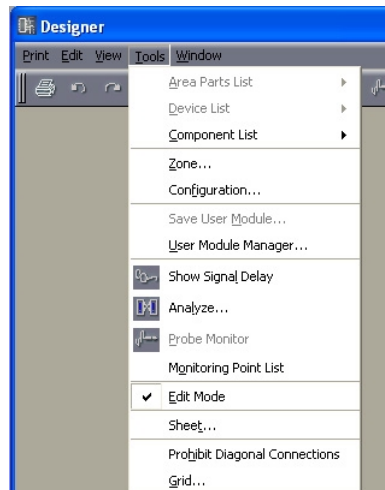 Designer
Print Edit View Tools Window
Area Parts List
Device List
Component List
Zone...
Configuration...
Save User Module...
User Module Manager...
Show Signal Delay
Analyze...
Probe Monitor
Monitoring Point List
Edit Mode
Sheet...
Prohibit Diagonal Connections
Grid...